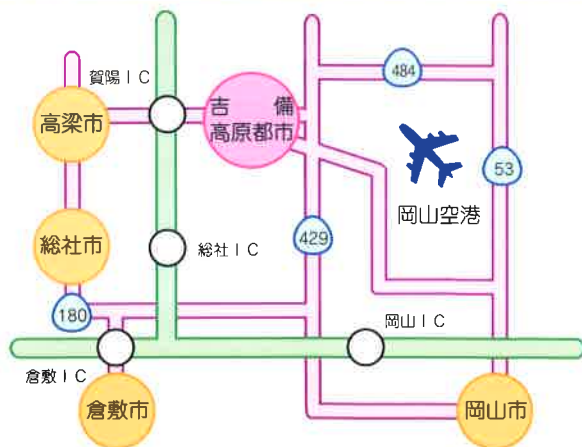 賀陽IC
高梁市
吉備
高原都市
484
53
岡山空港
総社市
総社IC
429
180
岡山IC
倉敷IC
倉敷市
岡山市